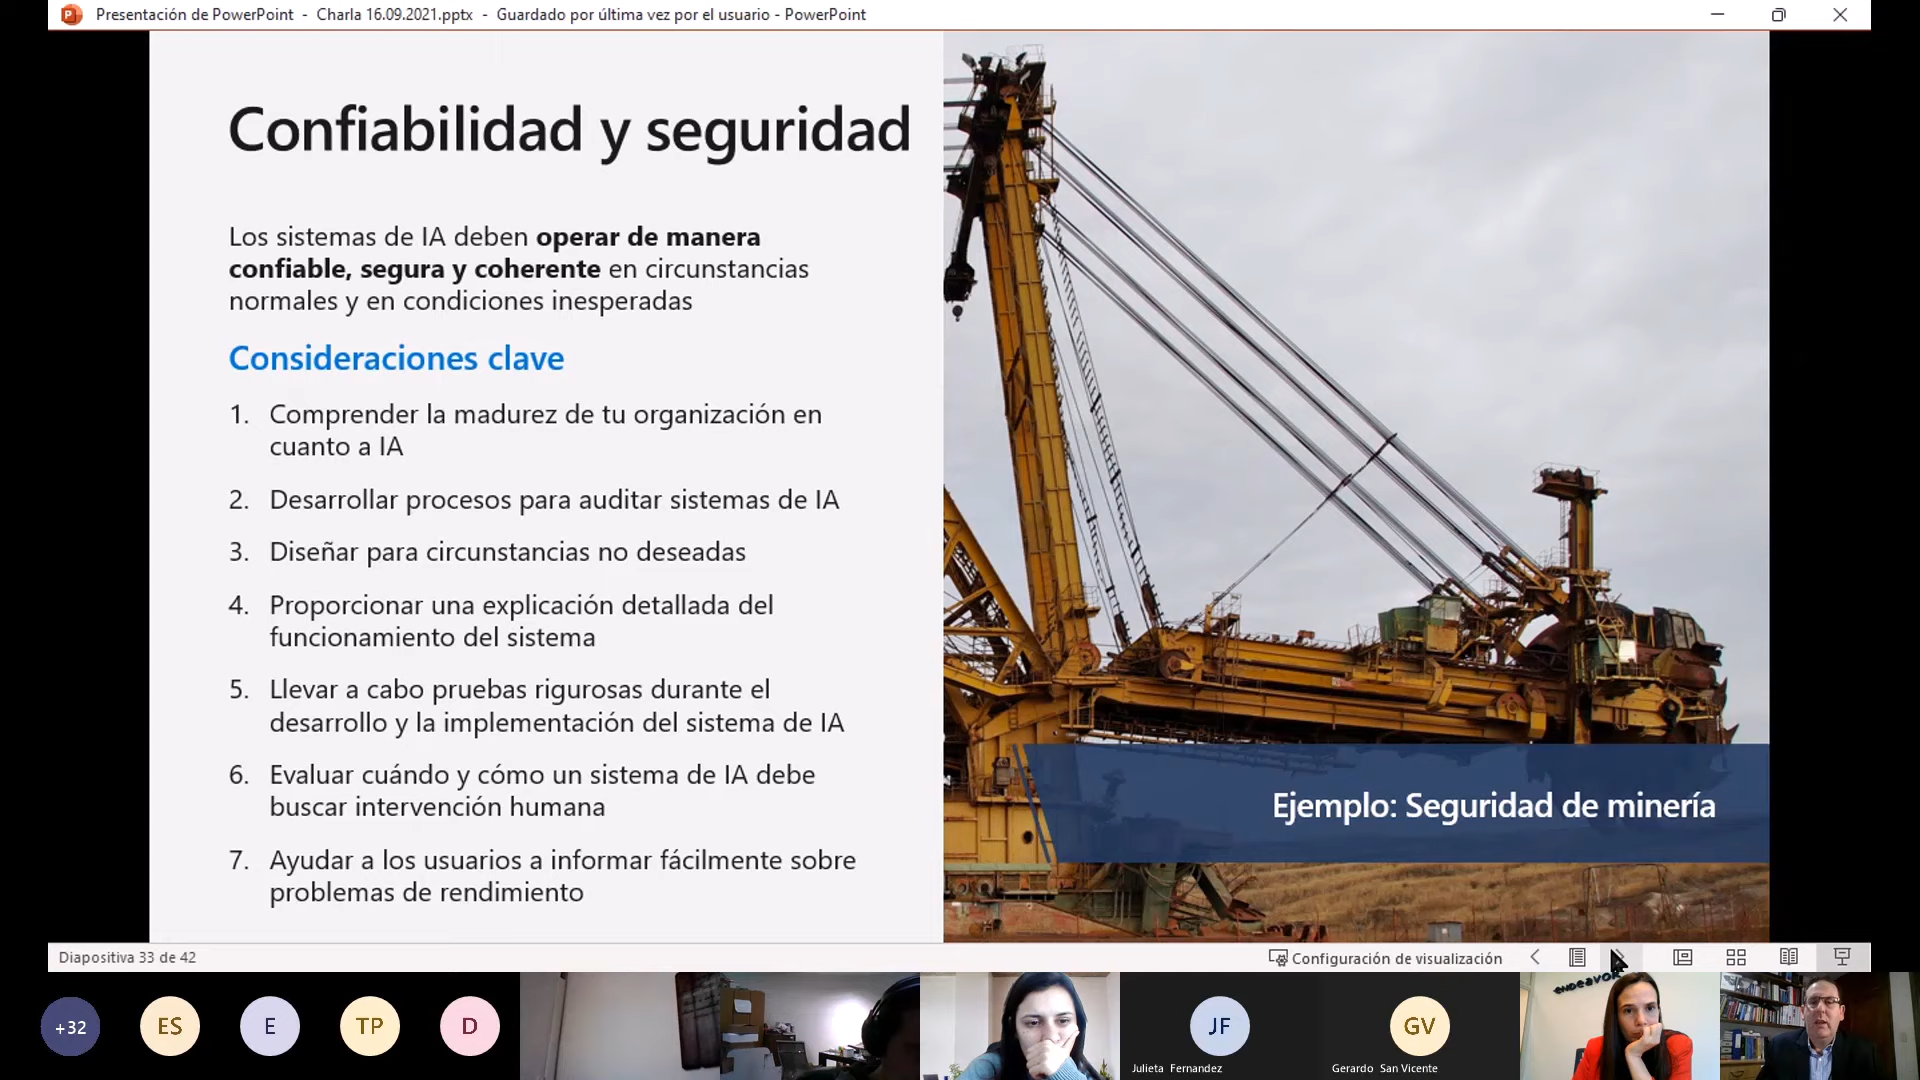 Presentación de PowerPoint - Charla 16.09.2021.pptx - Guardado por última vez por el usuario - PowerPoint
Confiabilidad y seguridad
Los sistemas de IA deben operar de manera
confiable, segura y coherente en circunstancias
normales y en condiciones inesperadas
Consideraciones clave
1. Comprender la madurez de tu organización en
cuanto a IA
2. Desarrollar procesos para auditar sistemas de IA
3. Diseñar para circunstancias no deseadas
4. Proporcionar una explicación detallada del
funcionamiento del sistema
5. Llevar a cabo pruebas rigurosas durante el
desarrollo y la implementación del sistema de IA
6. Evaluar cuándo y cómo un sistema de IA debe
buscar intervención humana
7. Ayudar a los usuarios a informar fácilmente sobre
problemas de rendimiento
Ejemplo: Seguridad de minería
Diapositiva 33 de 42
Configuración de visualización
+32
ES
E
TP
D
JF
Julieta Fernandez
GV
Gerardo San Vicente
endeavor